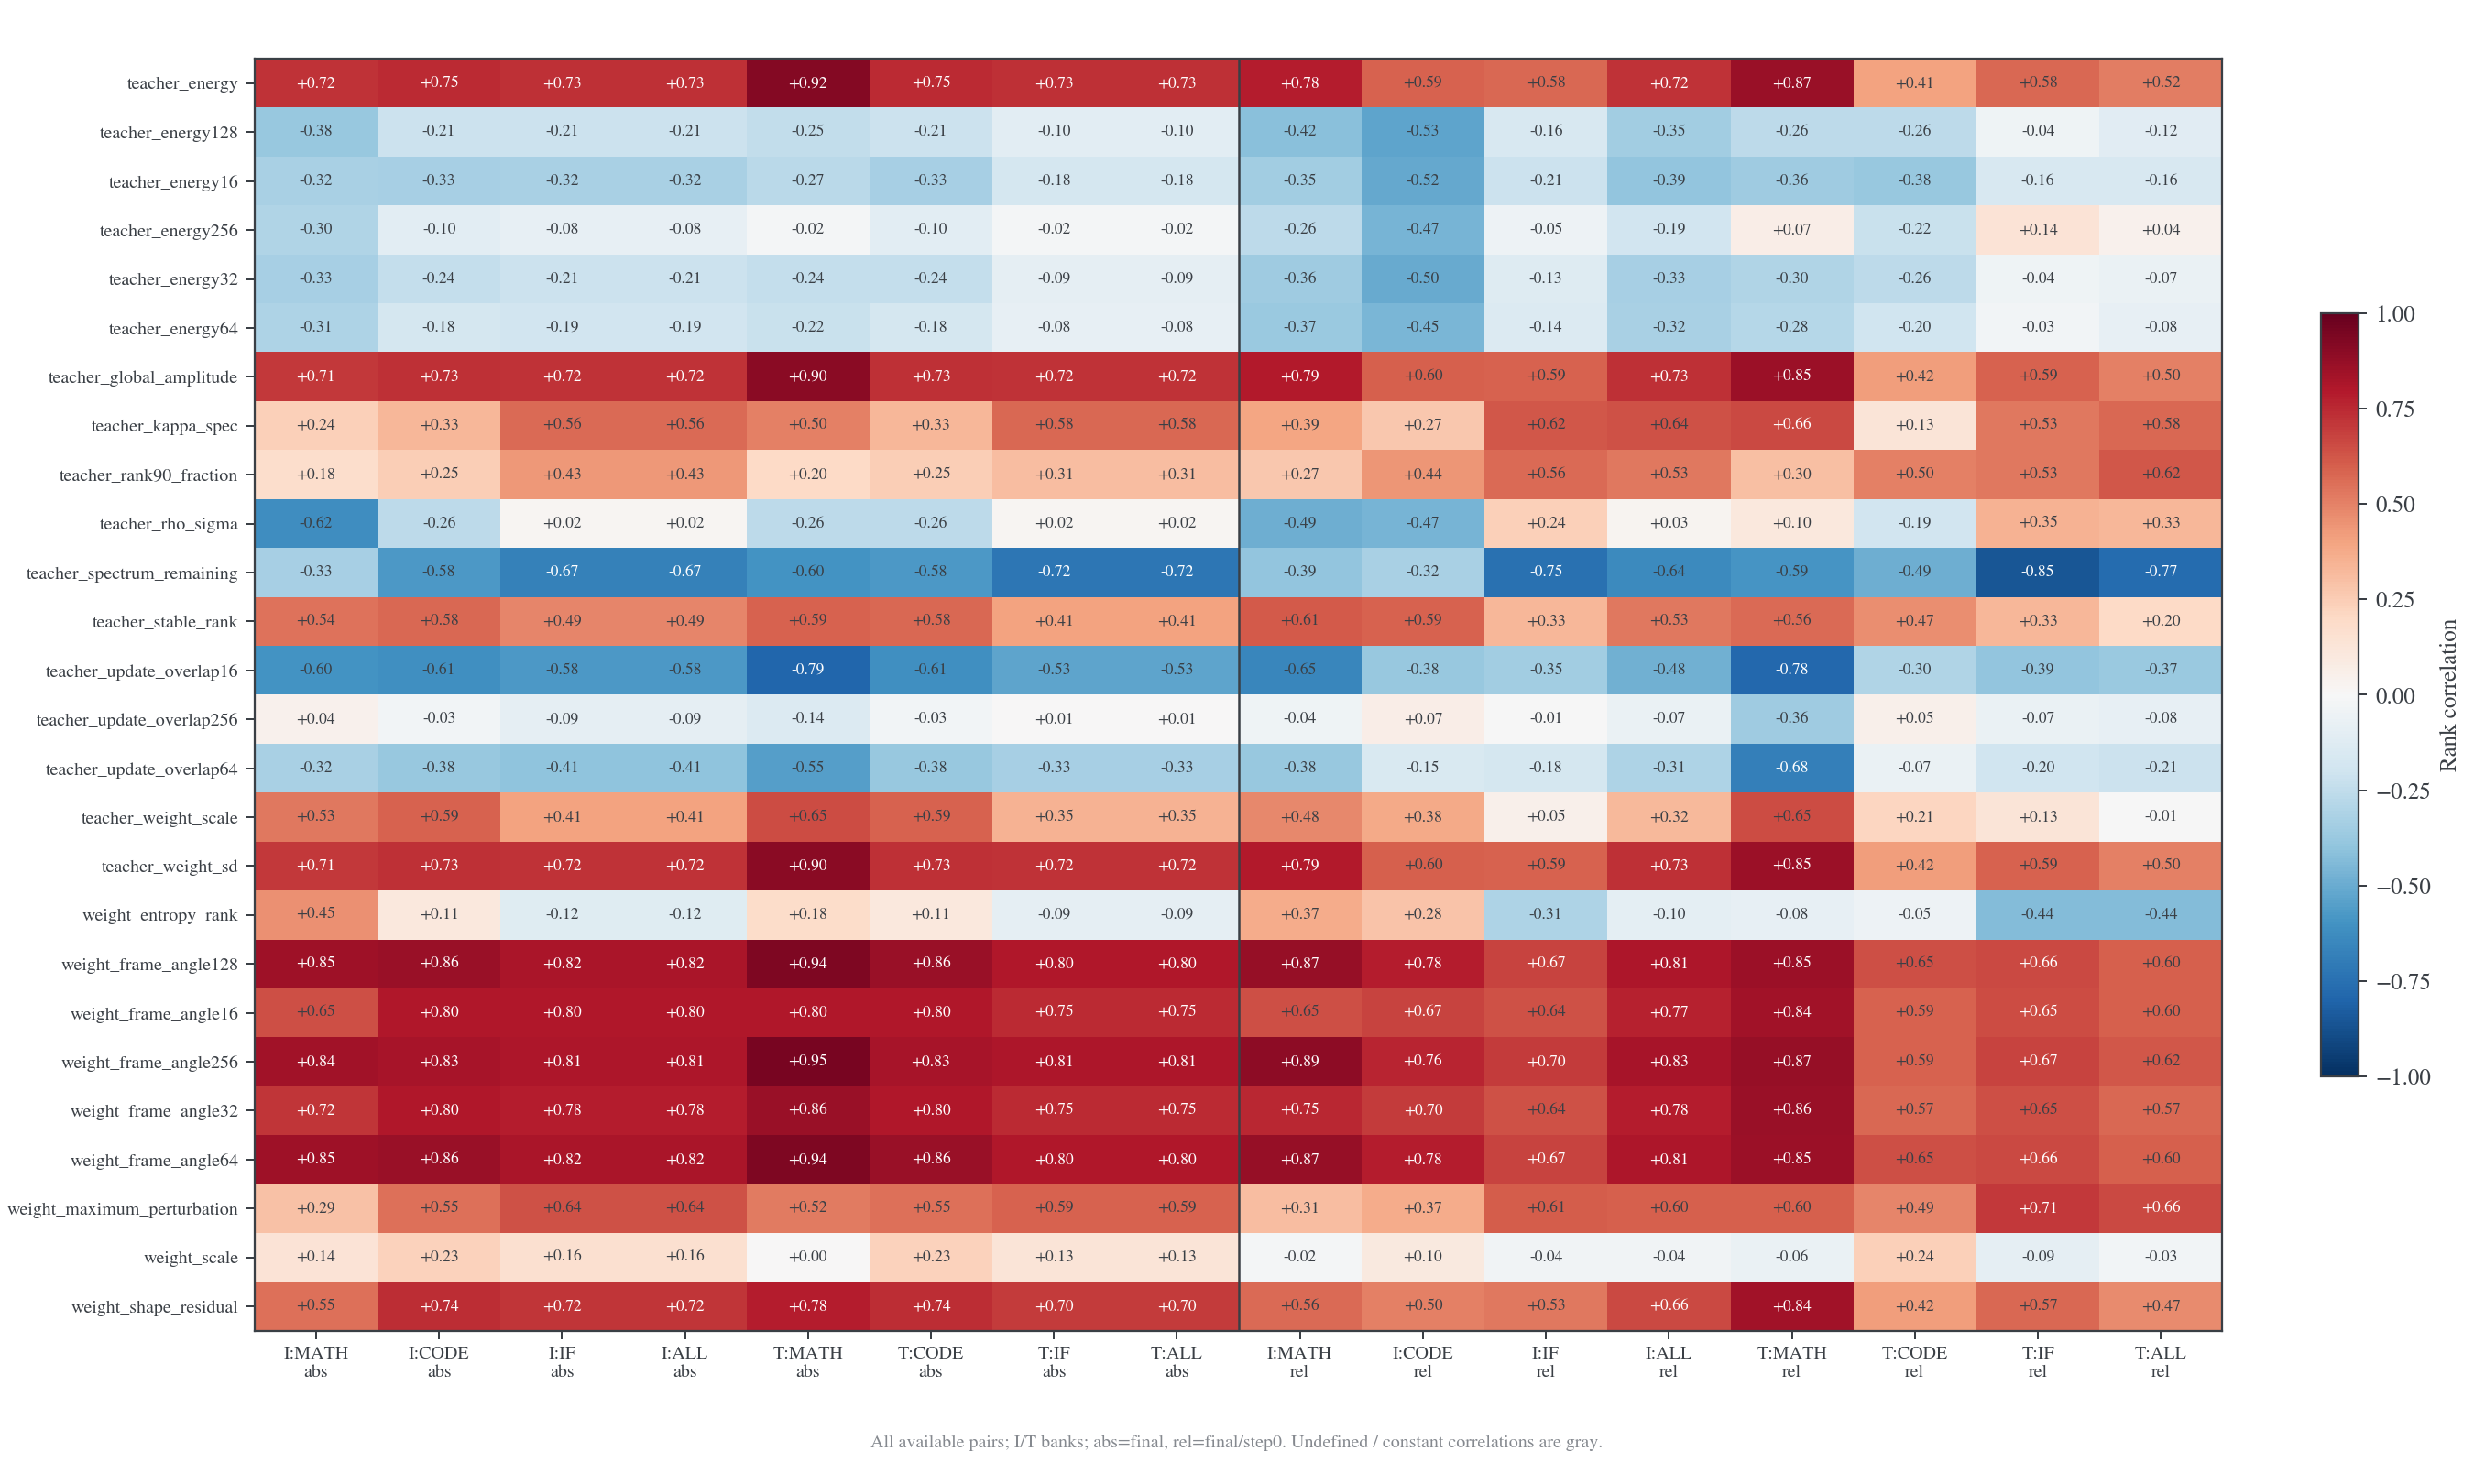 teacher_energy +0.72 +0.75 +0.73 +0.73 +0.92 +0.75 +0.73 +0.73 +0.78 +0.59 +0.58 +0.72 +0.87 +0.41 +0.58 +0.52
teacher_energy128 -0.38 -0.21 -0.21 -0.21 -0.25 -0.21 -0.10 -0.10 -0.42 -0.53 -0.16 -0.35 -0.26 -0.26 -0.04 -0.12
teacher_energy16 -0.32 -0.33 -0.32 -0.32 -0.27 -0.33 -0.18 -0.18 -0.35 -0.52 -0.21 -0.39 -0.36 -0.38 -0.16 -0.16
teacher_energy256 -0.30 -0.10 -0.08 -0.08 -0.02 -0.10 -0.02 -0.02 -0.26 -0.47 -0.05 -0.19 +0.07 -0.22 +0.14 +0.04
teacher_energy32 -0.33 -0.24 -0.21 -0.21 -0.24 -0.24 -0.09 -0.09 -0.36 -0.50 -0.13 -0.33 -0.30 -0.26 -0.04 -0.07
teacher_energy64 -0.31 -0.18 -0.19 -0.19 -0.22 -0.18 -0.08 -0.08 -0.37 -0.45 -0.14 -0.32 -0.28 -0.20 -0.03 -0.08
teacher_global_amplitude +0.71 +0.73 +0.72 +0.72 +0.90 +0.73 +0.72 +0.72 +0.79 +0.60 +0.59 +0.73 +0.85 +0.42 +0.59 +0.50
teacher_kappa_spec +0.24 +0.33 +0.56 +0.56 +0.50 +0.33 +0.58 +0.58 +0.39 +0.27 +0.62 +0.64 +0.66 +0.13 +0.53 +0.58
teacher_rank90_fraction +0.18 +0.25 +0.43 +0.43 +0.20 +0.25 +0.31 +0.31 +0.27 +0.44 +0.56 +0.53 +0.30 +0.50 +0.53 +0.62
teacher_rho_sigma -0.62 -0.26 +0.02 +0.02 -0.26 -0.26 +0.02 +0.02 -0.49 -0.47 +0.24 +0.03 +0.10 -0.19 +0.35 +0.33
teacher_spectrum_remaining -0.33 -0.58 -0.67 -0.67 -0.60 -0.58 -0.72 -0.72 -0.39 -0.32 -0.75 -0.64 -0.59 -0.49 -0.85 -0.77
teacher_stable_rank +0.54 +0.58 +0.49 +0.49 +0.59 +0.58 +0.41 +0.41 +0.61 +0.59 +0.33 +0.53 +0.56 +0.47 +0.33 +0.20
teacher_update_overlap16 -0.60 -0.61 -0.58 -0.58 -0.79 -0.61 -0.53 -0.53 -0.65 -0.38 -0.35 -0.48 -0.78 -0.30 -0.39 -0.37
teacher_update_overlap256 +0.04 -0.03 -0.09 -0.09 -0.14 -0.03 +0.01 +0.01 -0.04 +0.07 -0.01 -0.07 -0.36 +0.05 -0.07 -0.08
teacher_update_overlap64 -0.32 -0.38 -0.41 -0.41 -0.55 -0.38 -0.33 -0.33 -0.38 -0.15 -0.18 -0.31 -0.68 -0.07 -0.20 -0.21
teacher_weight_scale +0.53 +0.59 +0.41 +0.41 +0.65 +0.59 +0.35 +0.35 +0.48 +0.38 +0.05 +0.32 +0.65 +0.21 +0.13 -0.01
teacher_weight_sd +0.71 +0.73 +0.72 +0.72 +0.90 +0.73 +0.72 +0.72 +0.79 +0.60 +0.59 +0.73 +0.85 +0.42 +0.59 +0.50
weight_entropy_rank +0.45 +0.11 -0.12 -0.12 +0.18 +0.11 -0.09 -0.09 +0.37 +0.28 -0.31 -0.10 -0.08 -0.05 -0.44 -0.44
weight_frame_angle128 +0.85 +0.86 +0.82 +0.82 +0.94 +0.86 +0.80 +0.80 +0.87 +0.78 +0.67 +0.81 +0.85 +0.65 +0.66 +0.60
weight_frame_angle16 +0.65 +0.80 +0.80 +0.80 +0.80 +0.80 +0.75 +0.75 +0.65 +0.67 +0.64 +0.77 +0.84 +0.59 +0.65 +0.60
weight_frame_angle256 +0.84 +0.83 +0.81 +0.81 +0.95 +0.83 +0.81 +0.81 +0.89 +0.76 +0.70 +0.83 +0.87 +0.59 +0.67 +0.62
weight_frame_angle32 +0.72 +0.80 +0.78 +0.78 +0.86 +0.80 +0.75 +0.75 +0.75 +0.70 +0.64 +0.78 +0.86 +0.57 +0.65 +0.57
weight_frame_angle64 +0.85 +0.86 +0.82 +0.82 +0.94 +0.86 +0.80 +0.80 +0.87 +0.78 +0.67 +0.81 +0.85 +0.65 +0.66 +0.60
weight_maximum_perturbation +0.29 +0.55 +0.64 +0.64 +0.52 +0.55 +0.59 +0.59 +0.31 +0.37 +0.61 +0.60 +0.60 +0.49 +0.71 +0.66
weight_scale +0.14 +0.23 +0.16 +0.16 +0.00 +0.23 +0.13 +0.13 -0.02 +0.10 -0.04 -0.04 -0.06 +0.24 -0.09 -0.03
weight_shape_residual +0.55 +0.74 +0.72 +0.72 +0.78 +0.74 +0.70 +0.70 +0.56 +0.50 +0.53 +0.66 +0.84 +0.42 +0.57 +0.47
I:MATH I:CODE I:IF I:ALL T:MATH T:CODE T:IF T:ALL I:MATH I:CODE I:IF I:ALL T:MATH T:CODE T:IF T:ALL
abs abs abs abs abs abs abs abs rel rel rel rel rel rel rel rel
1.00
0.75
0.50
0.25
0.00
−0.25
−0.50
−0.75
−1.00
Rank correlation
All available pairs; I/T banks; abs=final, rel=final/step0. Undefined / constant correlations are gray.